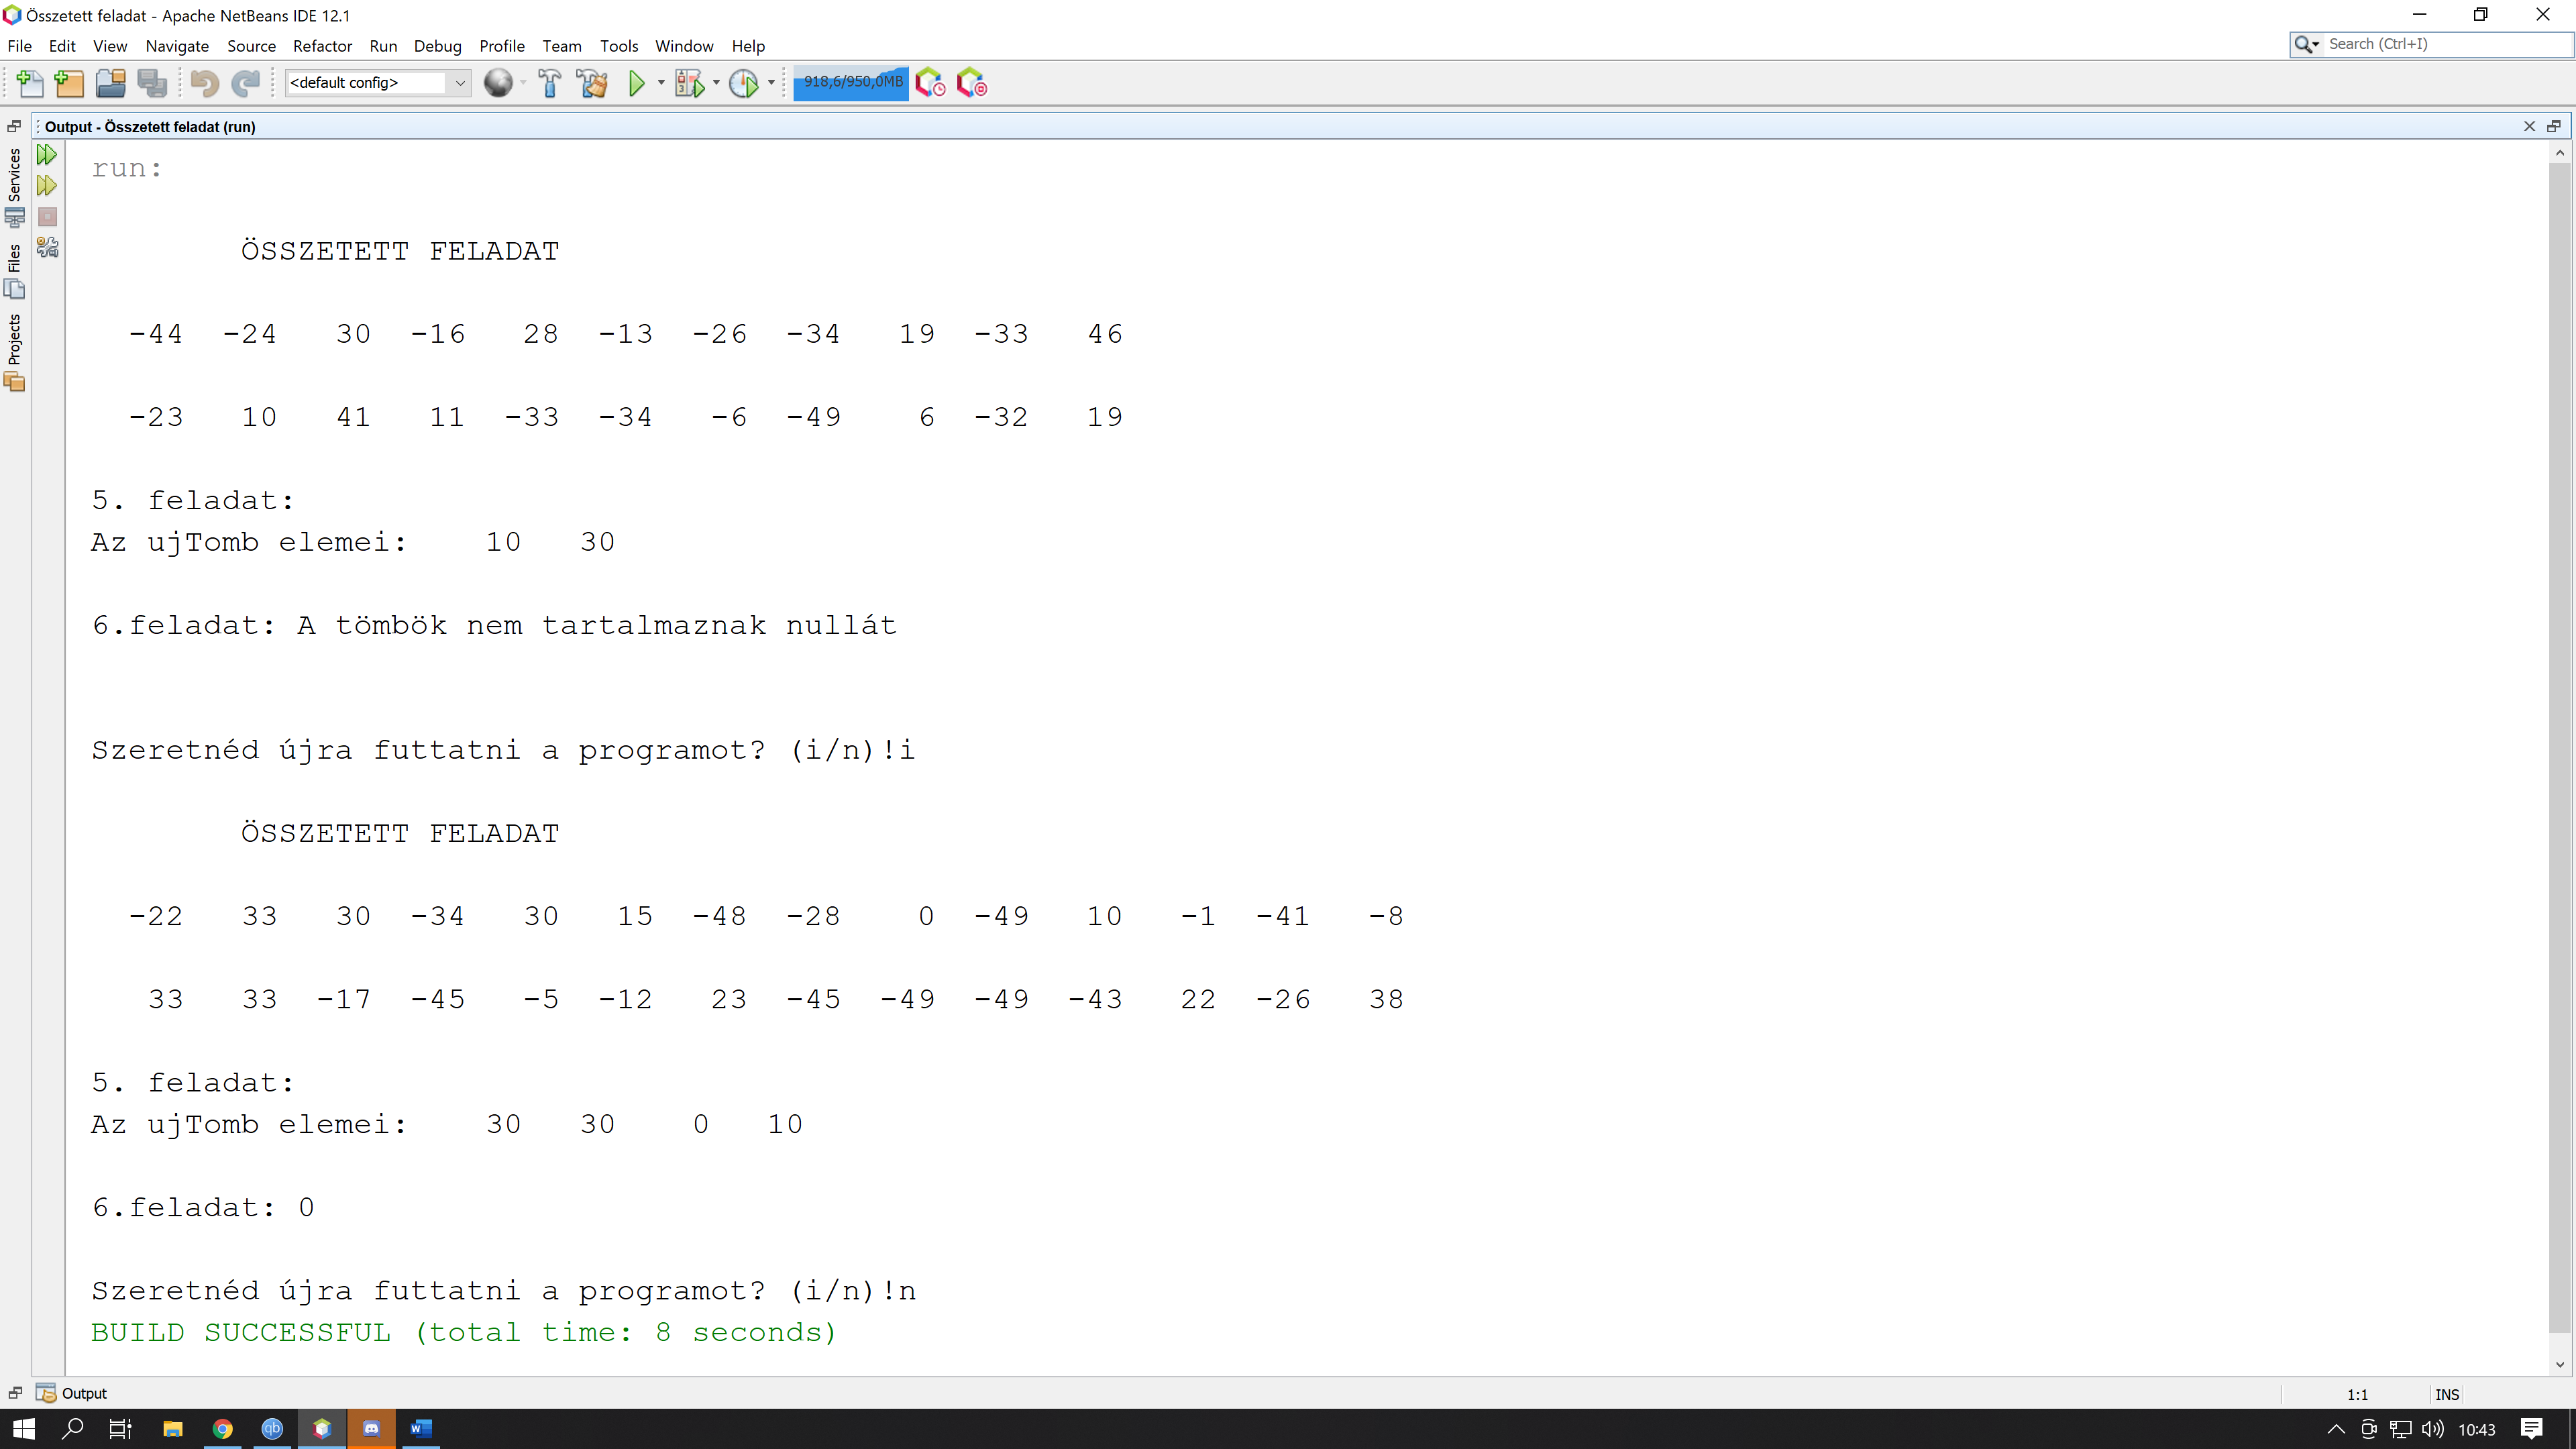 Összetett feladat - Apache NetBeans IDE 12.1
File Edit View Navigate Source Refactor Run Debug Profile Team Tools Window Help
Search (Ctrl+I)
<default config>
918,6/950,0MB
Output - Összetett feladat (run)
Services
Files
Projects
run:
ÖSSZETETT FELADAT
-44 -24 30 -16 28 -13 -26 -34 19 -33 46
-23 10 41 11 -33 -34 -6 -49 6 -32 19
5. feladat:
Az ujTomb elemei: 10 30
6.feladat: A tömbök nem tartalmaznak nullát
Szeretnéd újra futtatni a programot? (i/n)!i
ÖSSZETETT FELADAT
-22 33 30 -34 30 15 -48 -28 0 -49 10 -1 -41 -8
33 33 -17 -45 -5 -12 23 -45 -49 -49 -43 22 -26 38
5. feladat:
Az ujTomb elemei: 30 30 0 10
6.feladat: 0
Szeretnéd újra futtatni a programot? (i/n)!n
BUILD SUCCESSFUL (total time: 8 seconds)
Output
1:1 INS
qb
W
10:43